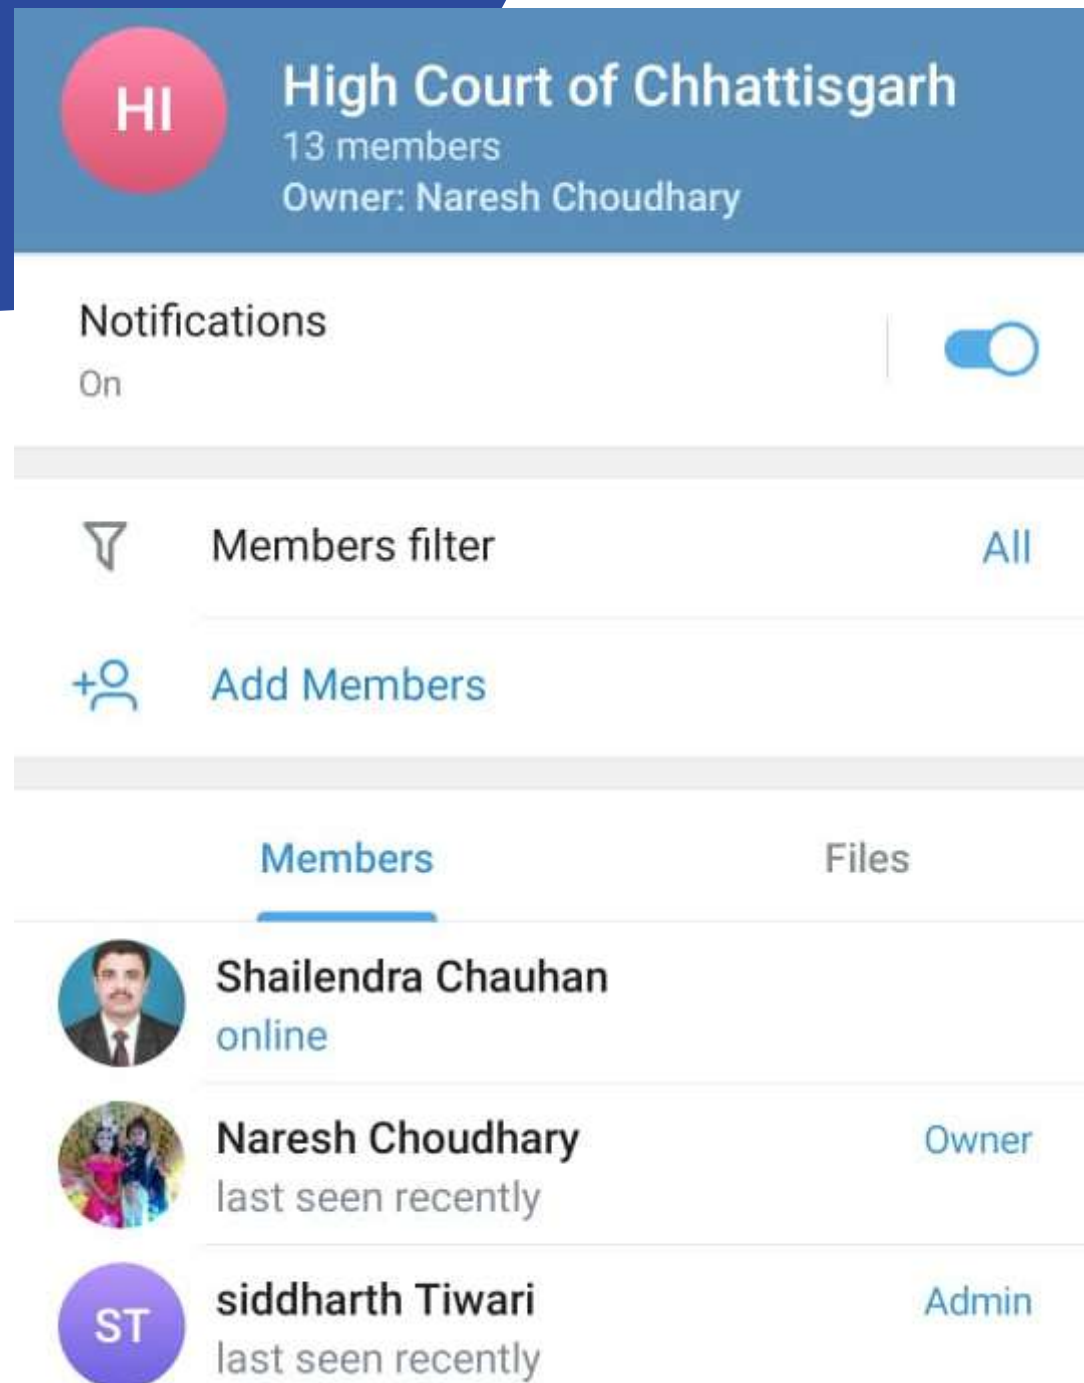 HI
High Court of Chhattisgarh
13 members
Owner: Naresh Choudhary
Notifications
On
Members filter
All
Add Members
Members
Files
Shailendra Chauhan
online
Naresh Choudhary
Owner
last seen recently
ST
siddharth Tiwari
Admin
last seen recently